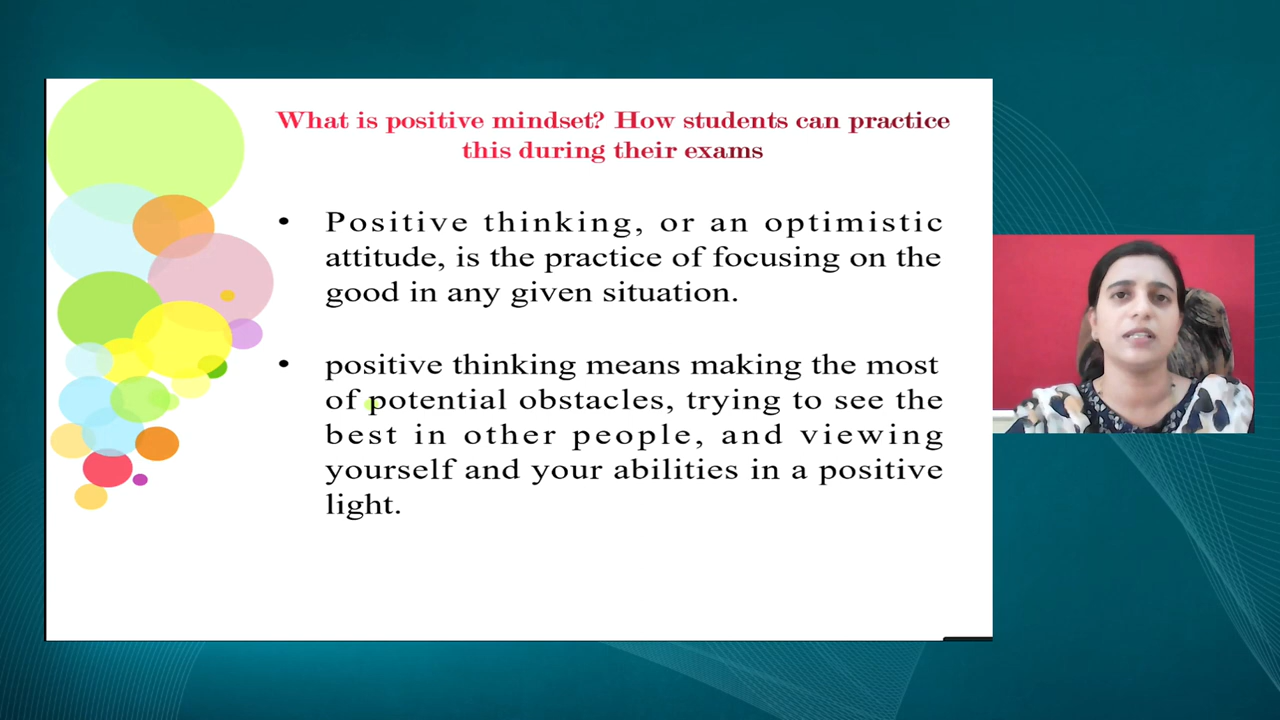 What is positive mindset? How students can practice
this during their exams
• Positive thinking, or an optimistic
attitude, is the practice of focusing on the
good in any given situation.
• positive thinking means making the most
of potential obstacles, trying to see the
best in other people, and viewing
yourself and your abilities in a positive
light.